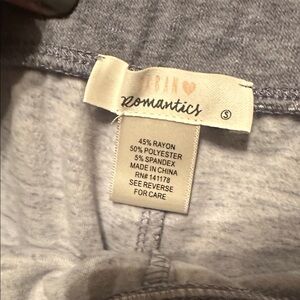 URBAN
Romantics
S
45% RAYON
50% POLYESTER
5% SPANDEX
MADE IN CHINA
RN# 141178
SEE REVERSE
FOR CARE